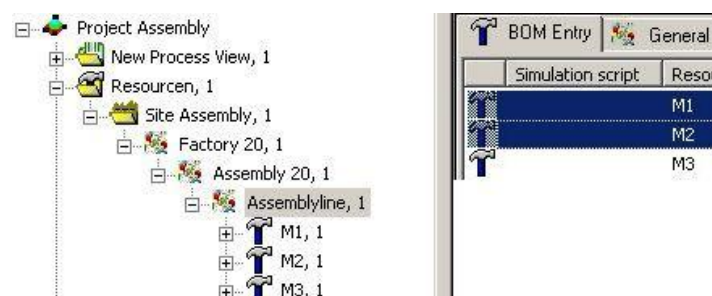 Project Assembly
New Process View, 1
Resourcen, 1
Site Assembly, 1
Factory 20, 1
Assembly 20, 1
Assemblyline, 1
M1, 1
M2, 1
M3, 1
BOM Entry General
Simulation script Reso
M1
M2
M3